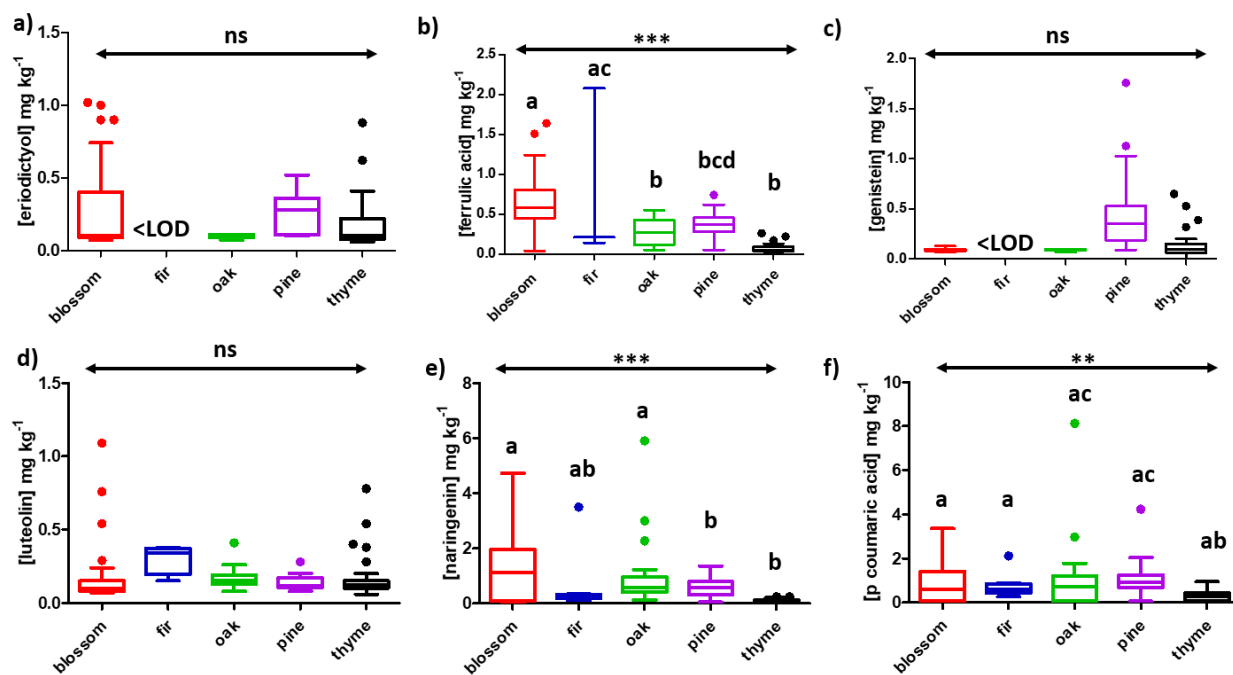 a)
ns
[eriodictyol] mg kg⁻¹
1.5
1.0
0.5
0.0
<LOD
blossom
fir
oak
pine
thyme
b)
***
[ferrulic acid] mg kg⁻¹
2.5
2.0
1.5
1.0
0.5
0.0
a
ac
b
bcd
b
blossom
fir
oak
pine
thyme
c)
ns
[genistein] mg kg⁻¹
2.0
1.5
1.0
0.5
0.0
<LOD
blossom
fir
oak
pine
thyme
d)
ns
[luteolin] mg kg⁻¹
1.5
1.0
0.5
0.0
blossom
fir
oak
pine
thyme
e)
***
[naringenin] mg kg⁻¹
8
6
4
2
0
a
ab
a
b
b
blossom
fir
oak
pine
thyme
f)
**
[p coumaric acid] mg kg⁻¹
10
8
6
4
2
0
a
a
ac
ac
ab
blossom
fir
oak
pine
thyme